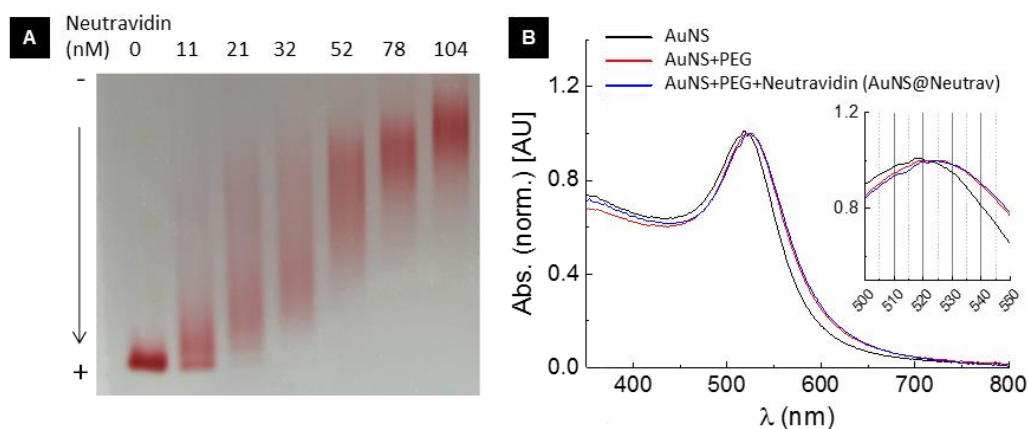 A
Neutravidin
(nM) 0 11 21 32 52 78 104
-
+
B
AuNS
AuNS+PEG
AuNS+PEG+Neutravidin (AuNS@Neutrav)
Abs. (norm.) [AU]
1.2
0.8
0.4
0.0
400 500 600 700 800
λ (nm)
1.2
0.8
500 510 520 530 540 550